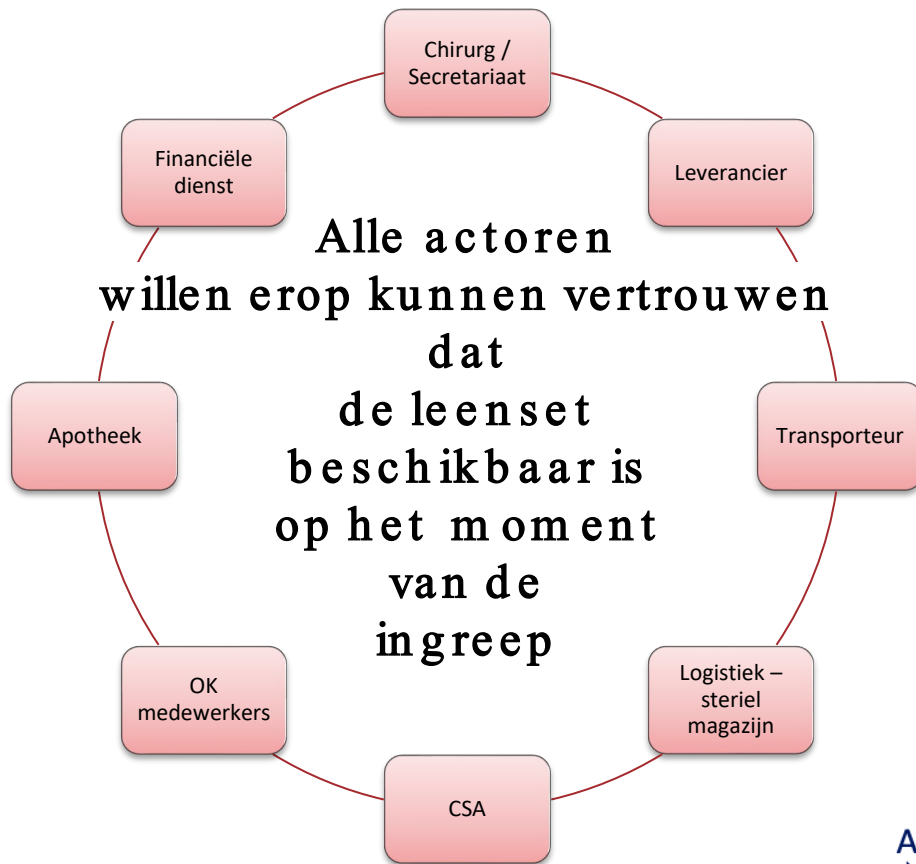 Chirurg /
Secretariaat
Financiële
dienst
Leverancier
Alle actoren
willen erop kunnen vertrouwen
dat
de leenset
beschikbaar is
op het moment
van de
ingreep
Apotheek
Transporteur
OK
medewerkers
Logistiek –
steriel
magazijn
CSA
A